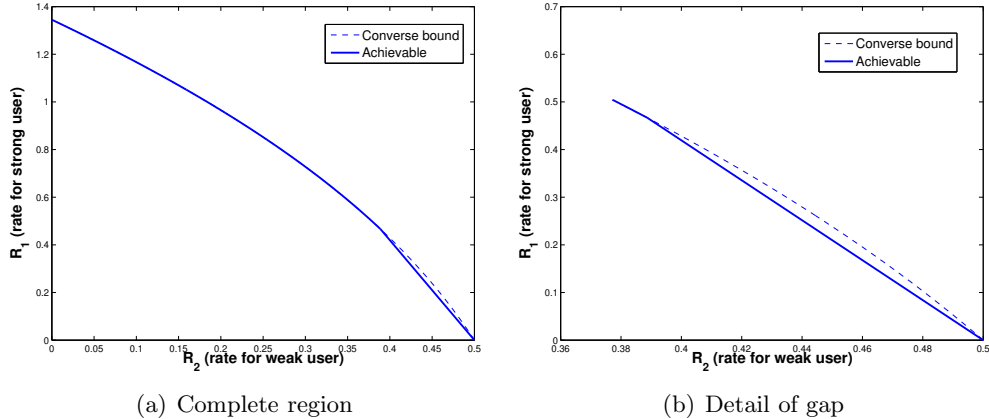 1.4
1.2
1
0.8
0.6
0.4
0.2
0
R1 (rate for strong user)
Converse bound
Achievable
0 0.05 0.1 0.15 0.2 0.25 0.3 0.35 0.4 0.45 0.5
R2 (rate for weak user)
(a) Complete region
0.7
0.6
0.5
0.4
0.3
0.2
0.1
0
R1 (rate for strong user)
Converse bound
Achievable
0.36 0.38 0.4 0.42 0.44 0.46 0.48 0.5
R2 (rate for weak user)
(b) Detail of gap